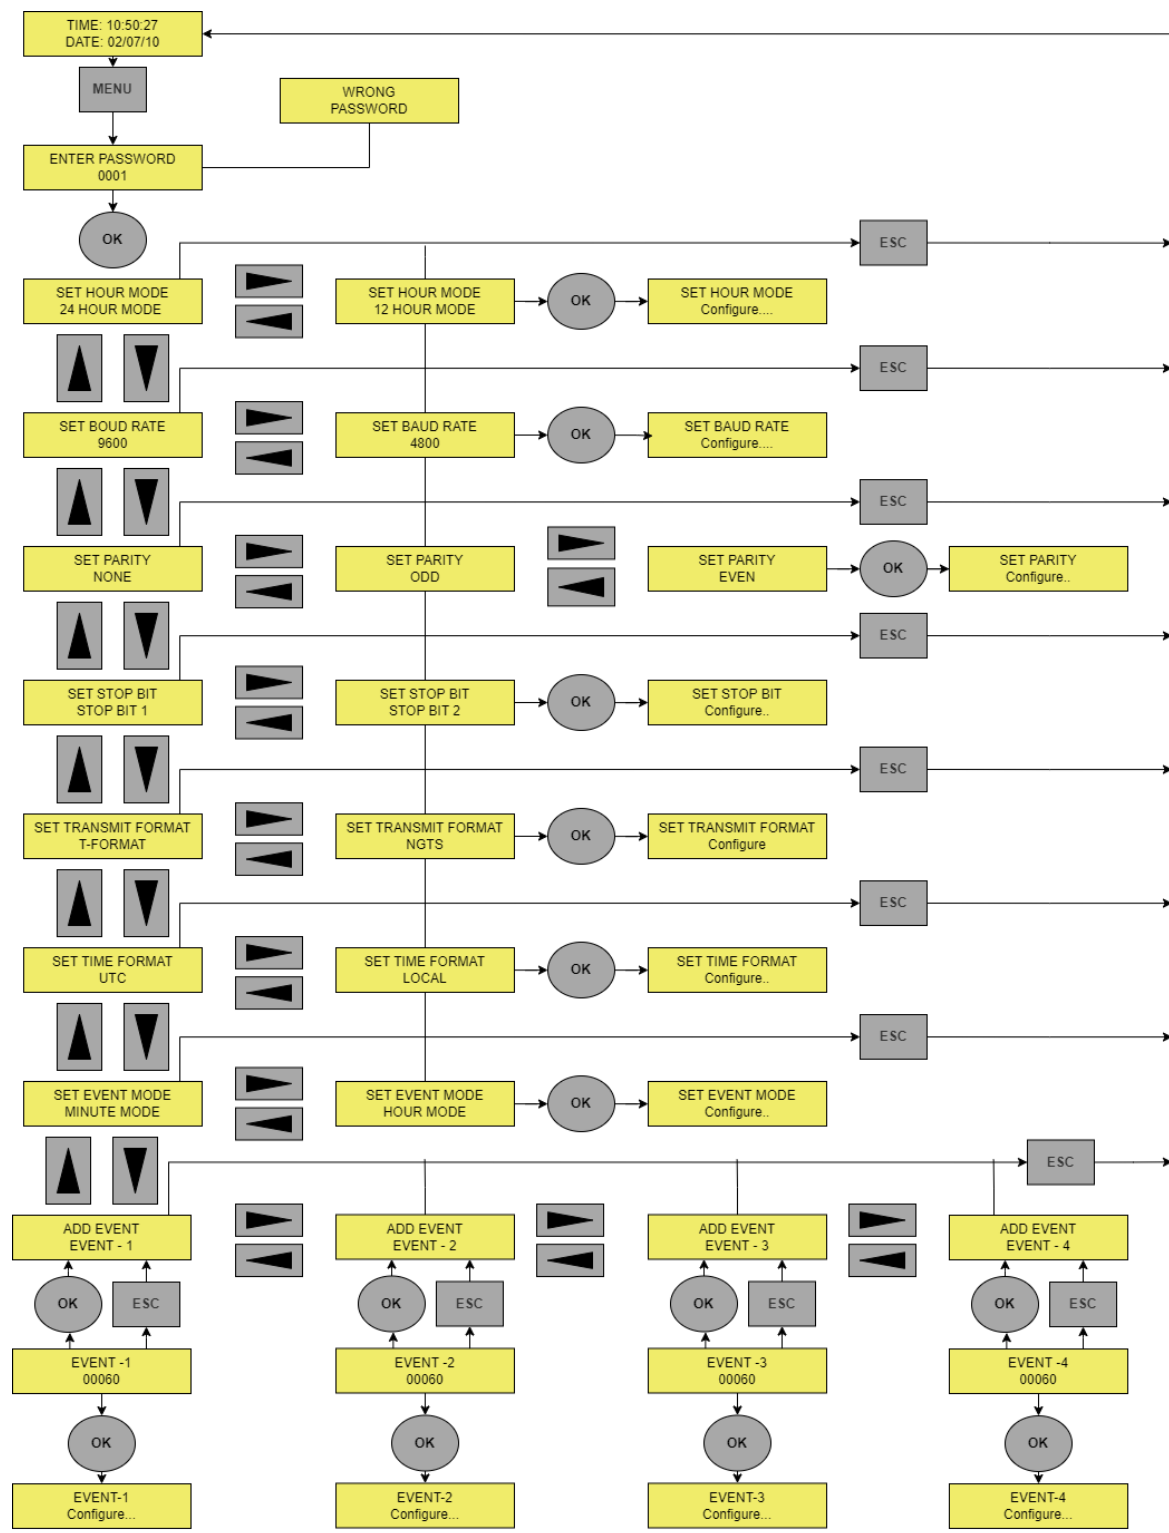 TIME: 10:50:27
DATE: 02/07/10
MENU
WRONG
PASSWORD
ENTER PASSWORD
0001
OK
ESC
SET HOUR MODE
24 HOUR MODE
SET HOUR MODE
12 HOUR MODE
OK
SET HOUR MODE
Configure....
ESC
SET BOUD RATE
9600
SET BAUD RATE
4800
OK
SET BAUD RATE
Configure....
ESC
SET PARITY
NONE
SET PARITY
ODD
SET PARITY
EVEN
OK
SET PARITY
Configure..
ESC
SET STOP BIT
STOP BIT 1
SET STOP BIT
STOP BIT 2
OK
SET STOP BIT
Configure..
ESC
SET TRANSMIT FORMAT
T-FORMAT
SET TRANSMIT FORMAT
NGTS
OK
SET TRANSMIT FORMAT
Configure
ESC
SET TIME FORMAT
UTC
SET TIME FORMAT
LOCAL
OK
SET TIME FORMAT
Configure..
ESC
SET EVENT MODE
MINUTE MODE
SET EVENT MODE
HOUR MODE
OK
SET EVENT MODE
Configure..
ESC
ADD EVENT
EVENT - 1
ADD EVENT
EVENT - 2
ADD EVENT
EVENT - 3
ADD EVENT
EVENT - 4
OK
ESC
OK
ESC
OK
ESC
OK
ESC
EVENT -1
00060
EVENT -2
00060
EVENT -3
00060
EVENT -4
00060
OK
OK
OK
OK
EVENT-1
Configure...
EVENT-2
Configure...
EVENT-3
Configure...
EVENT-4
Configure...